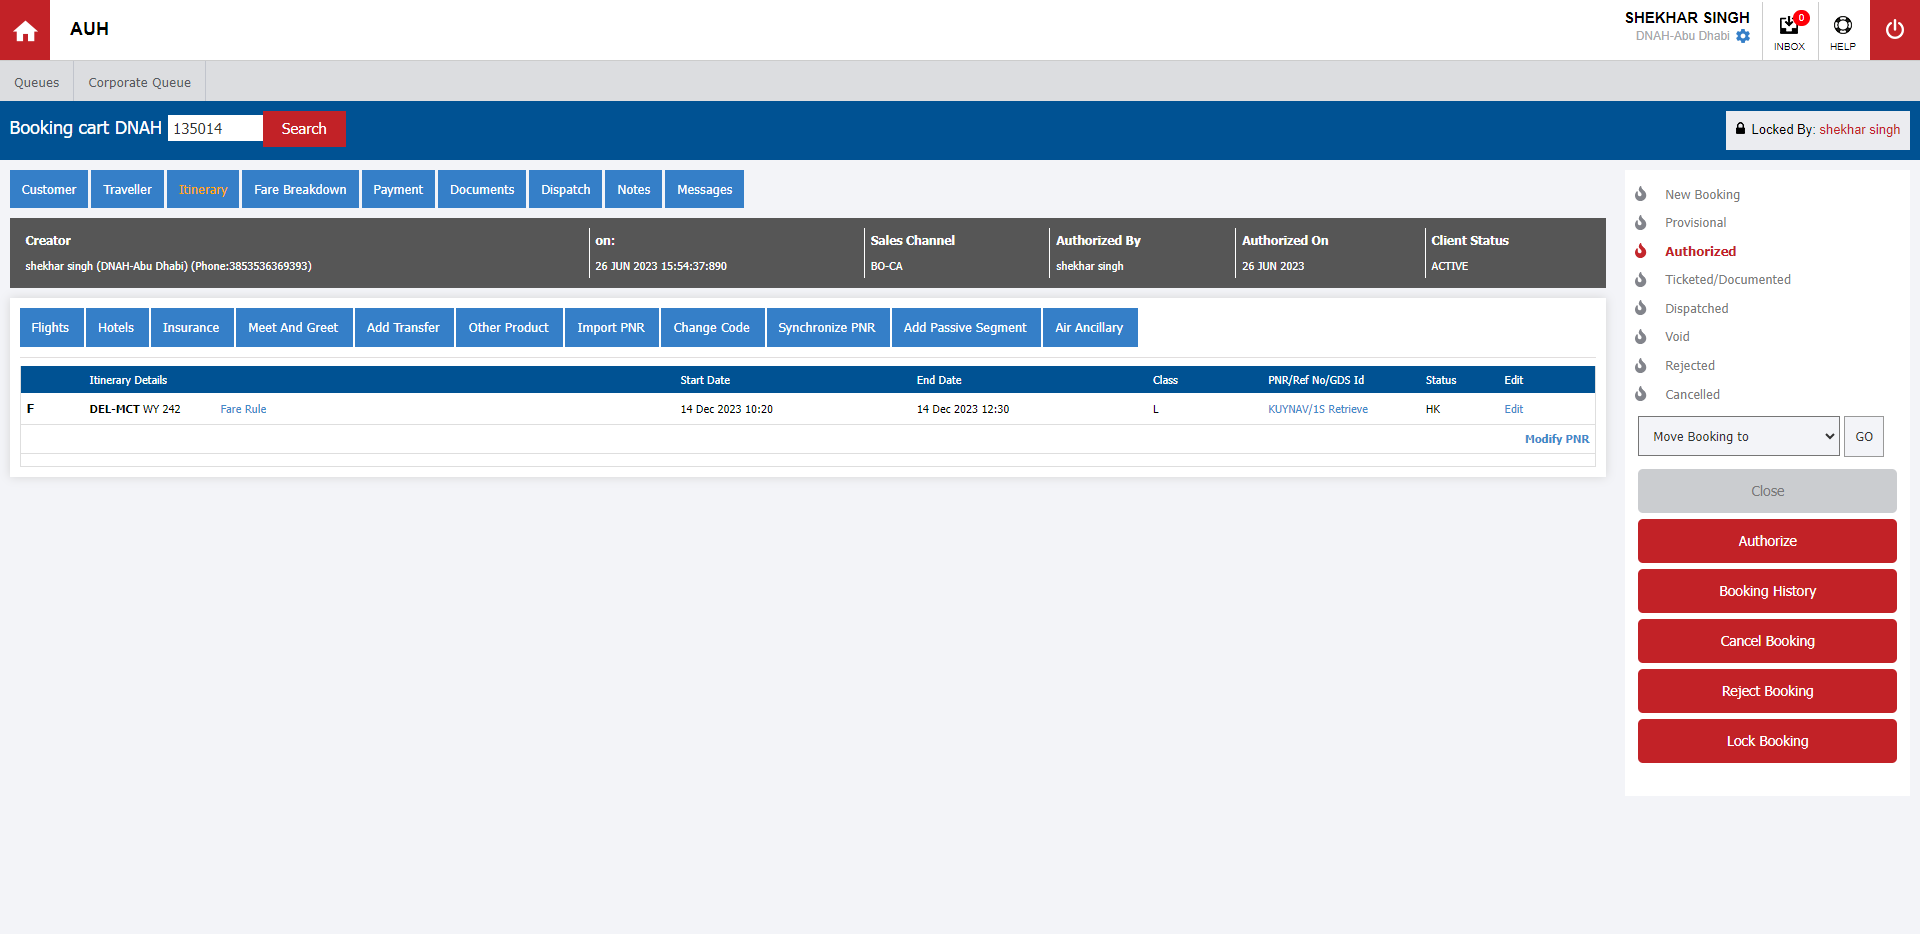 AUH
SHEKHAR SINGH
DNAH-Abu Dhabi
0
INBOX
HELP
Queues
Corporate Queue
Booking cart DNAH 135014 Search
Locked By: shekhar singh
Customer Traveller Itinerary Fare Breakdown Payment Documents Dispatch Notes Messages
Creator on: Sales Channel Authorized By Authorized On Client Status
shekhar singh (DNAH-Abu Dhabi) (Phone:3853536369393) 26 JUN 2023 15:54:37:890 BO-CA shekhar singh 26 JUN 2023 ACTIVE
Flights Hotels Insurance Meet And Greet Add Transfer Other Product Import PNR Change Code Synchronize PNR Add Passive Segment Air Ancillary
Itinerary Details Start Date End Date Class PNR/Ref No/GDS Id Status Edit
F DEL-MCT WY 242 Fare Rule 14 Dec 2023 10:20 14 Dec 2023 12:30 L KUYNAV/1S Retrieve HK Edit
Modify PNR
New Booking
Provisional
Authorized
Ticketed/Documented
Dispatched
Void
Rejected
Cancelled
Move Booking to GO
Close
Authorize
Booking History
Cancel Booking
Reject Booking
Lock Booking